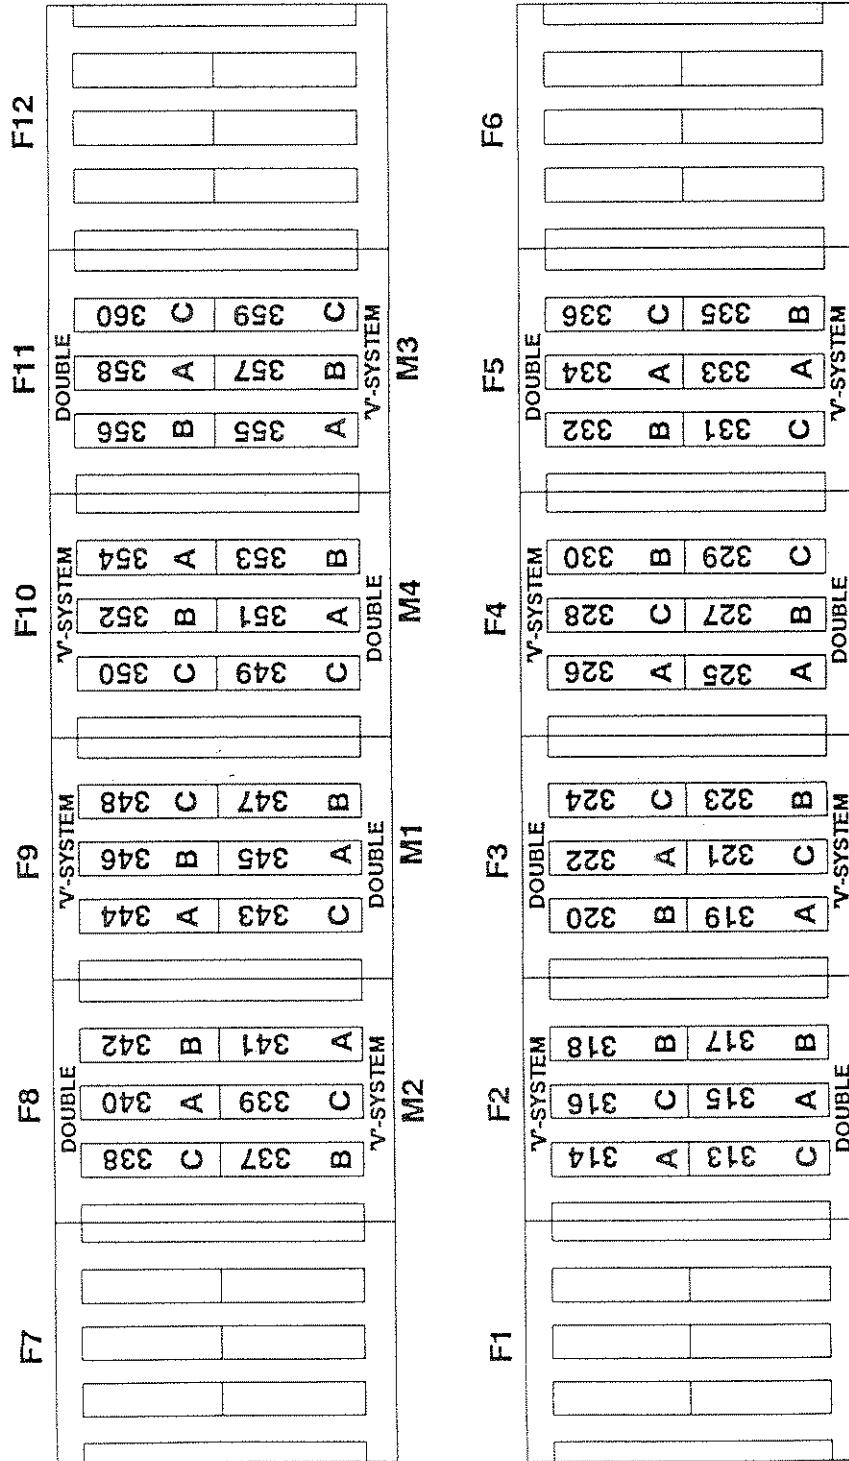 F7 F8 F9 F10 F11 F12
DOUBLE 'V'-SYSTEM 'V'-SYSTEM DOUBLE
338 340 342 344 346 348 350 352 354 356 358 360
C A B A B C C B A B A C
337 339 341 343 345 347 349 351 353 355 357 359
B C A C A B C A B A B C
'V'-SYSTEM DOUBLE DOUBLE 'V'-SYSTEM
M2 M1 M4 M3
F1 F2 F3 F4 F5 F6
'V'-SYSTEM DOUBLE 'V'-SYSTEM DOUBLE
314 316 318 320 322 324 326 328 330 332 334 336
A C B B A C A C B B A C
313 315 317 319 321 323 325 327 329 331 333 335
C A B A C B A B C C A B
DOUBLE 'V'-SYSTEM DOUBLE 'V'-SYSTEM